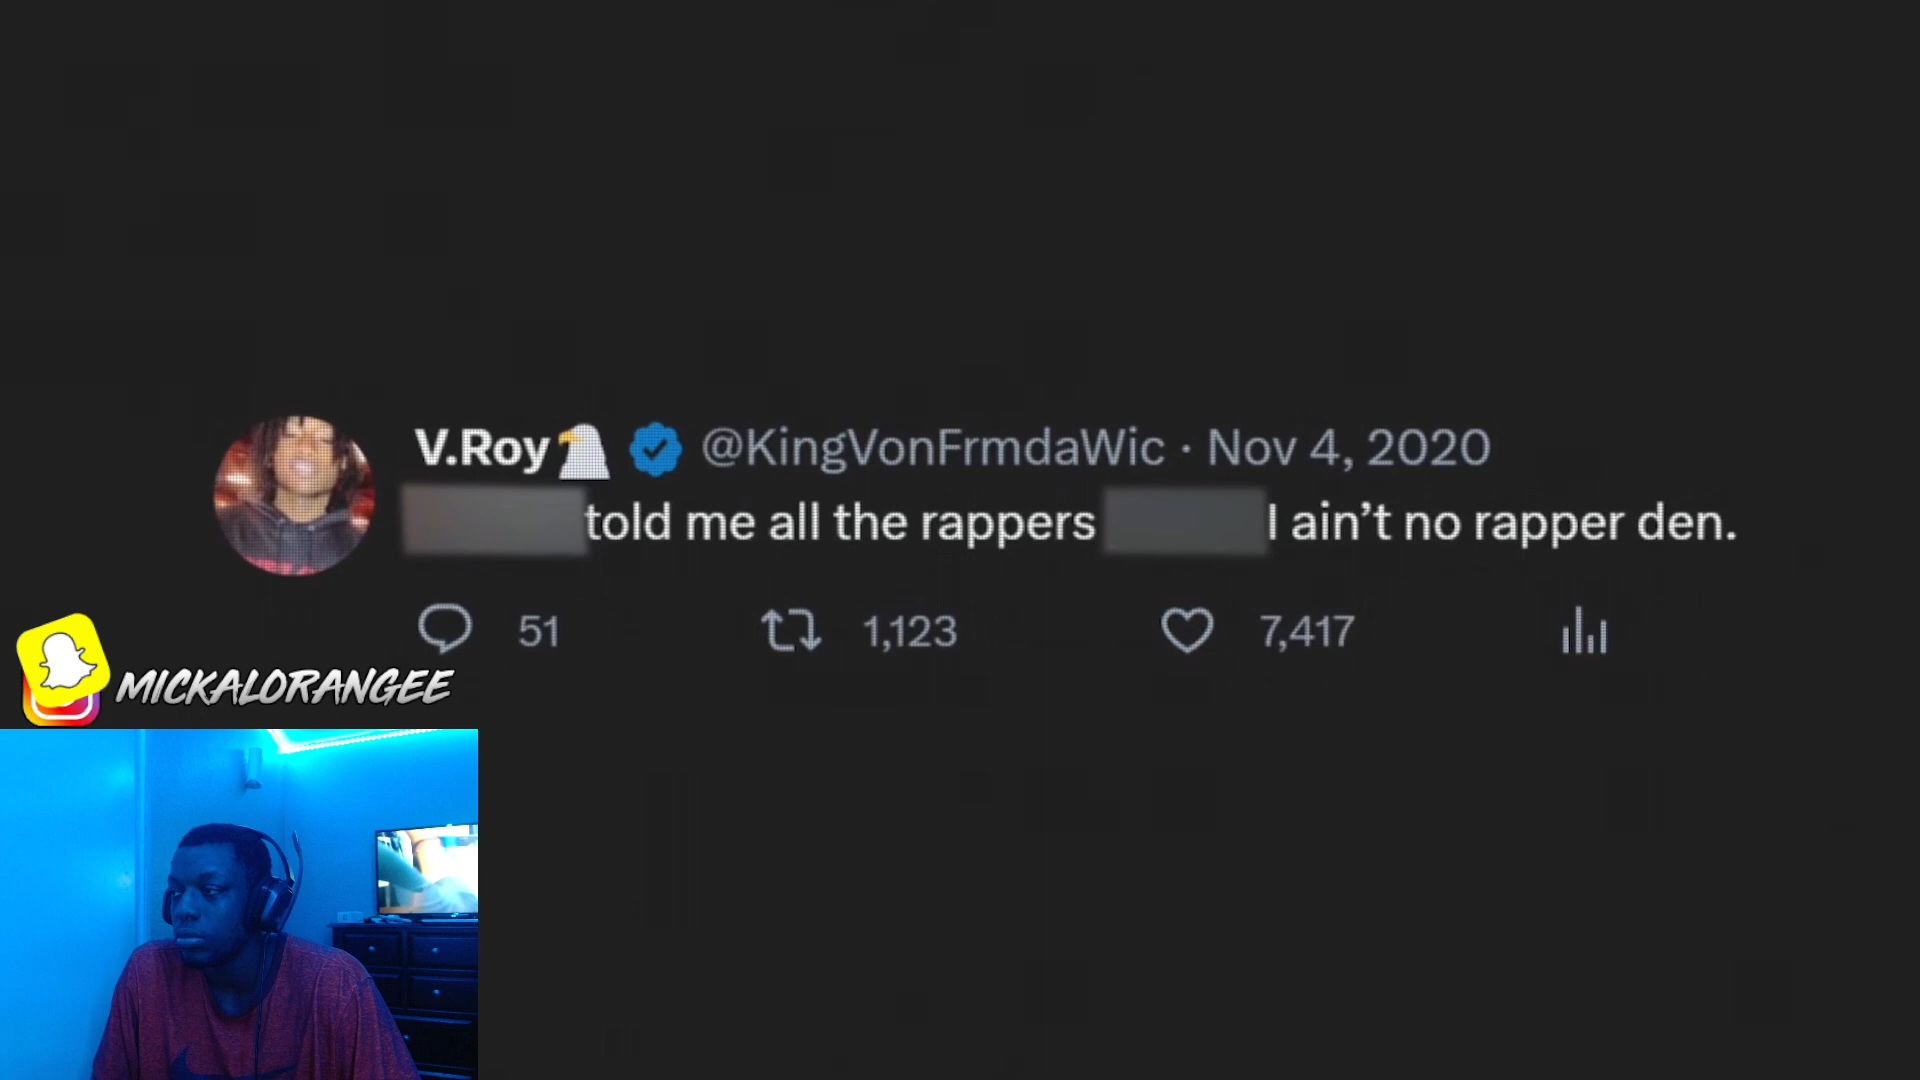 V.Roy @KingVonFrmdaWic · Nov 4, 2020
told me all the rappers I ain't no rapper den.
51 1,123 7,417
MICKALORANGEE